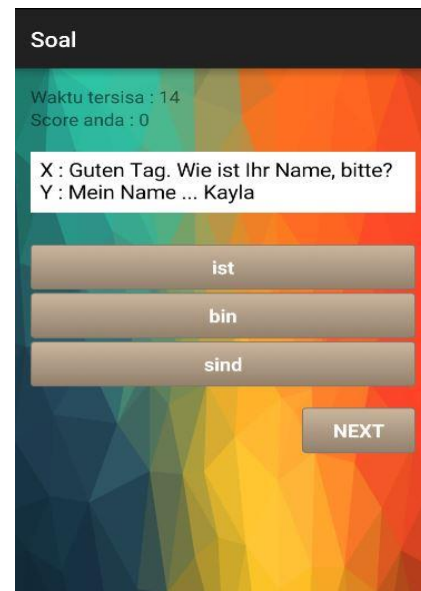 Soal
Waktu tersisa : 14
Score anda : 0
X : Guten Tag. Wie ist Ihr Name, bitte?
Y : Mein Name ... Kayla
ist
bin
sind
NEXT